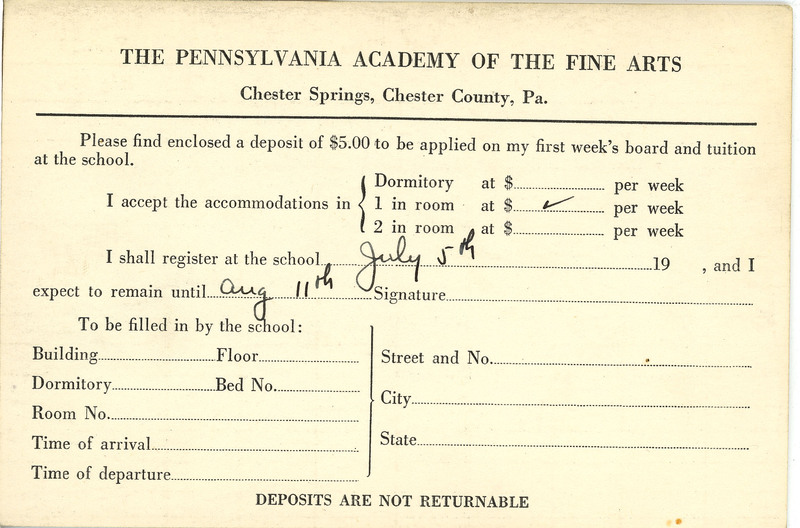 THE PENNSYLVANIA ACADEMY OF THE FINE ARTS
Chester Springs, Chester County, Pa.
Please find enclosed a deposit of $5.00 to be applied on my first week's board and tuition
at the school.
I accept the accommodations in { Dormitory at $.................... per week
1 in room at $........✓........ per week
2 in room at $.................... per week
I shall register at the school July 5th 19 , and I
expect to remain until Aug 11th Signature
To be filled in by the school:
Building Floor
Dormitory Bed No.
Room No.
Time of arrival
Time of departure
Street and No.
City
State
DEPOSITS ARE NOT RETURNABLE